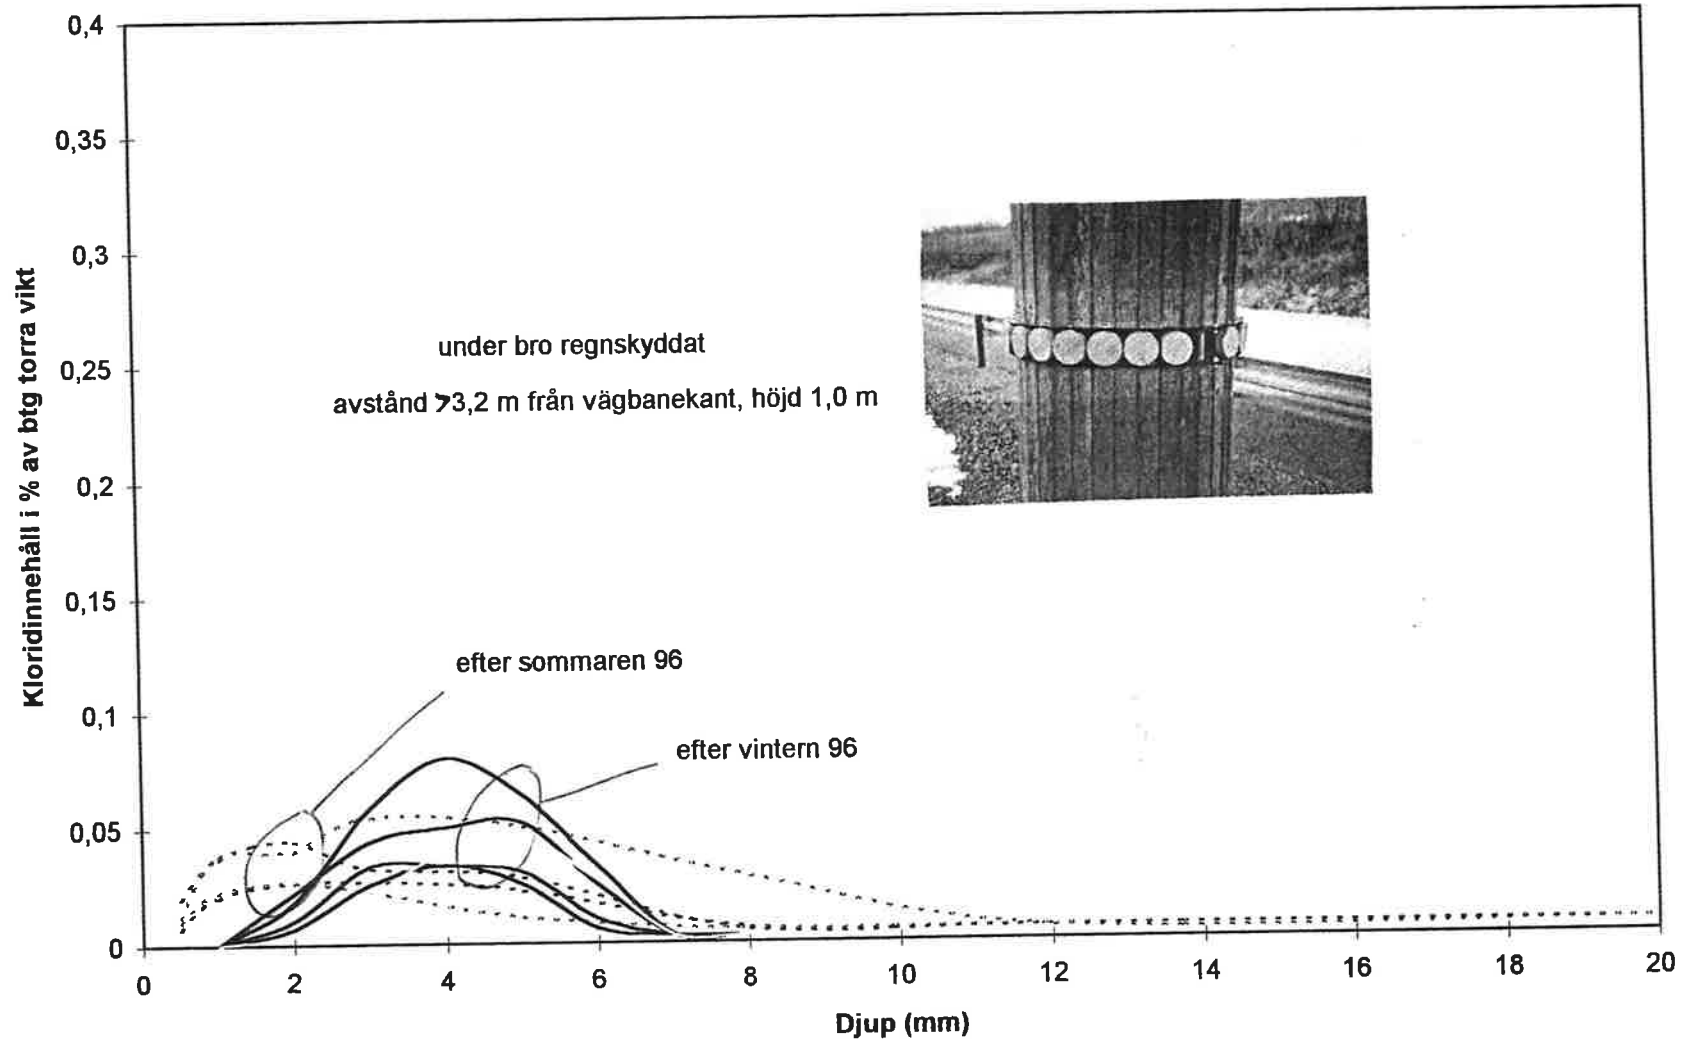 0,4
0,35
0,3
0,25
0,2
0,15
0,1
0,05
0
Kloridinnehåll i % av btg torra vikt
under bro regnskyddat
avstånd >3,2 m från vägbanekant, höjd 1,0 m
efter sommaren 96
efter vintern 96
0 2 4 6 8 10 12 14 16 18 20
Djup (mm)